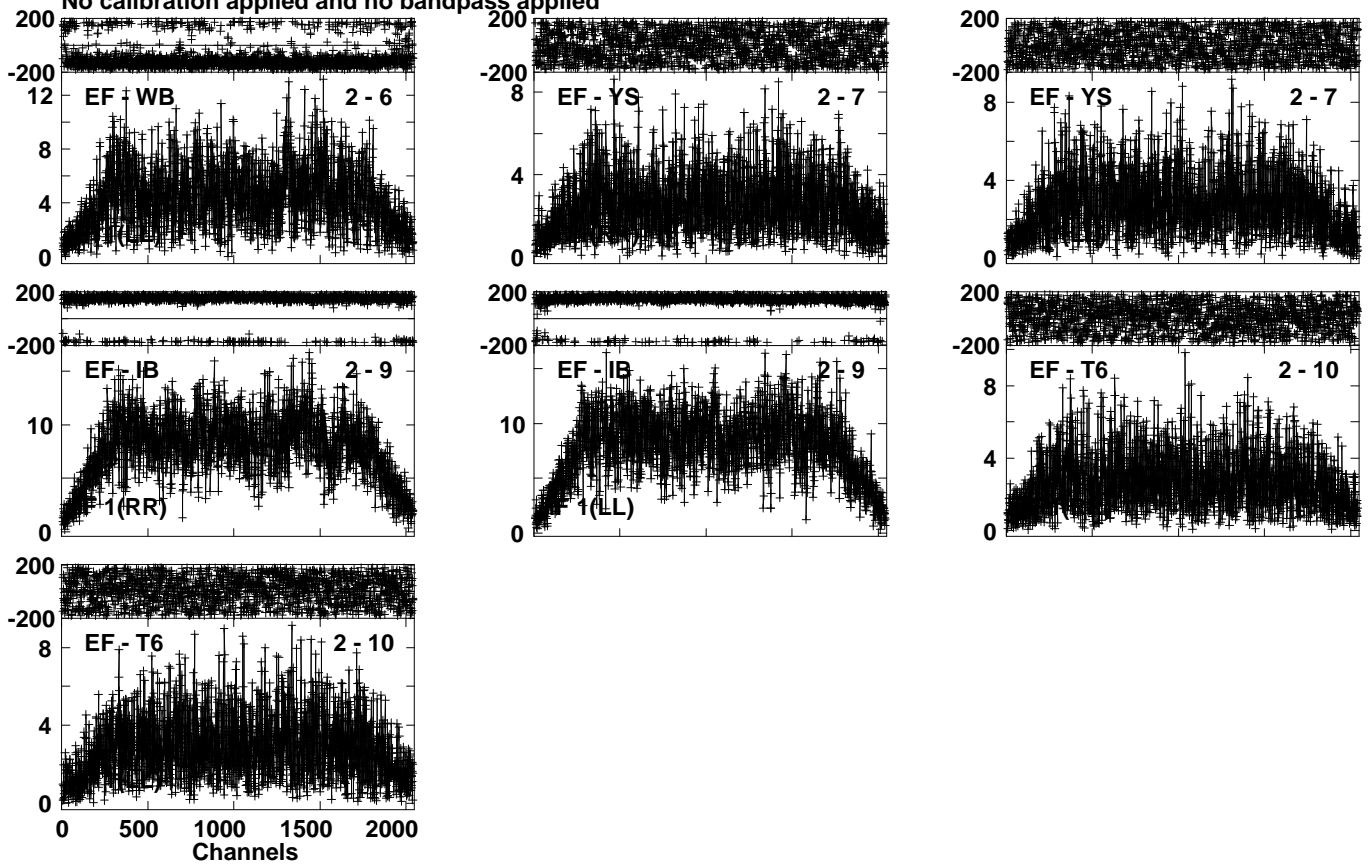 No calibration applied and no bandpass applied
200
-200
EF - WB 2 - 6
12
8
4
0
200
-200
EF - YS 2 - 7
8
4
0
200
-200
EF - YS 2 - 7
8
4
0
200
-200
EF - IB 2 - 9
10
1(RR)
0
200
-200
EF - IB 2 - 9
10
1(LL)
0
200
-200
EF - T6 2 - 10
8
4
0
200
-200
EF - T6 2 - 10
8
4
0
0 500 1000 1500 2000
Channels